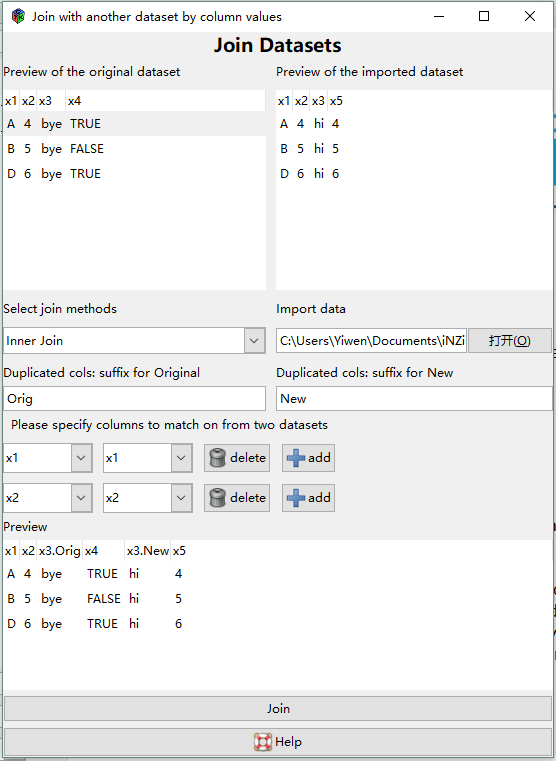 Join with another dataset by column values
Join Datasets
Preview of the original dataset
Preview of the imported dataset
x1 x2 x3 x4
A 4 bye TRUE
B 5 bye FALSE
D 6 bye TRUE
x1 x2 x3 x5
A 4 hi 4
B 5 hi 5
D 6 hi 6
Select join methods
Import data
Inner Join
C:\Users\Yiwen\Documents\iNZi
打开(O)
Duplicated cols: suffix for Original
Duplicated cols: suffix for New
Orig
New
Please specify columns to match on from two datasets
x1 x1 delete add
x2 x2 delete add
Preview
x1 x2 x3.Orig x4 x3.New x5
A 4 bye TRUE hi 4
B 5 bye FALSE hi 5
D 6 bye TRUE hi 6
Join
Help